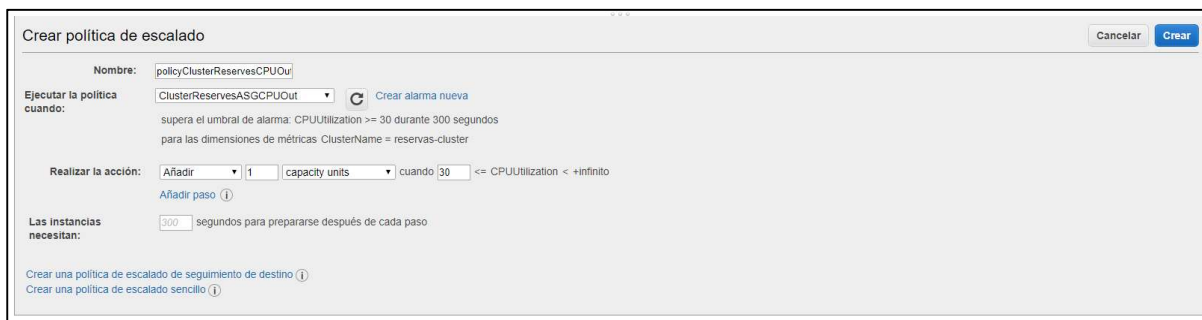 Crear política de escalado
Cancelar Crear
Nombre: policyClusterReservesCPUOut
Ejecutar la política cuando: ClusterReservesASGCPUOut Crear alarma nueva
supera el umbral de alarma: CPUUtilization >= 30 durante 300 segundos
para las dimensiones de métricas ClusterName = reservas-cluster
Realizar la acción: Añadir 1 capacity units cuando 30 <= CPUUtilization < +infinito
Añadir paso i
Las instancias necesitan: 300 segundos para prepararse después de cada paso
Crear una política de escalado de seguimiento de destino i
Crear una política de escalado sencillo i